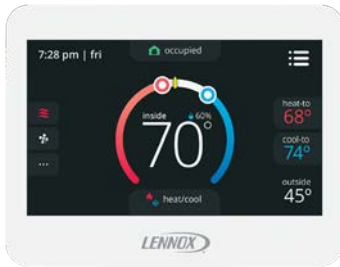 7:28 pm | fri
occupied
inside
60%
70°
heat-to
68°
cool-to
74°
outside
45°
heat/cool
LENNOX